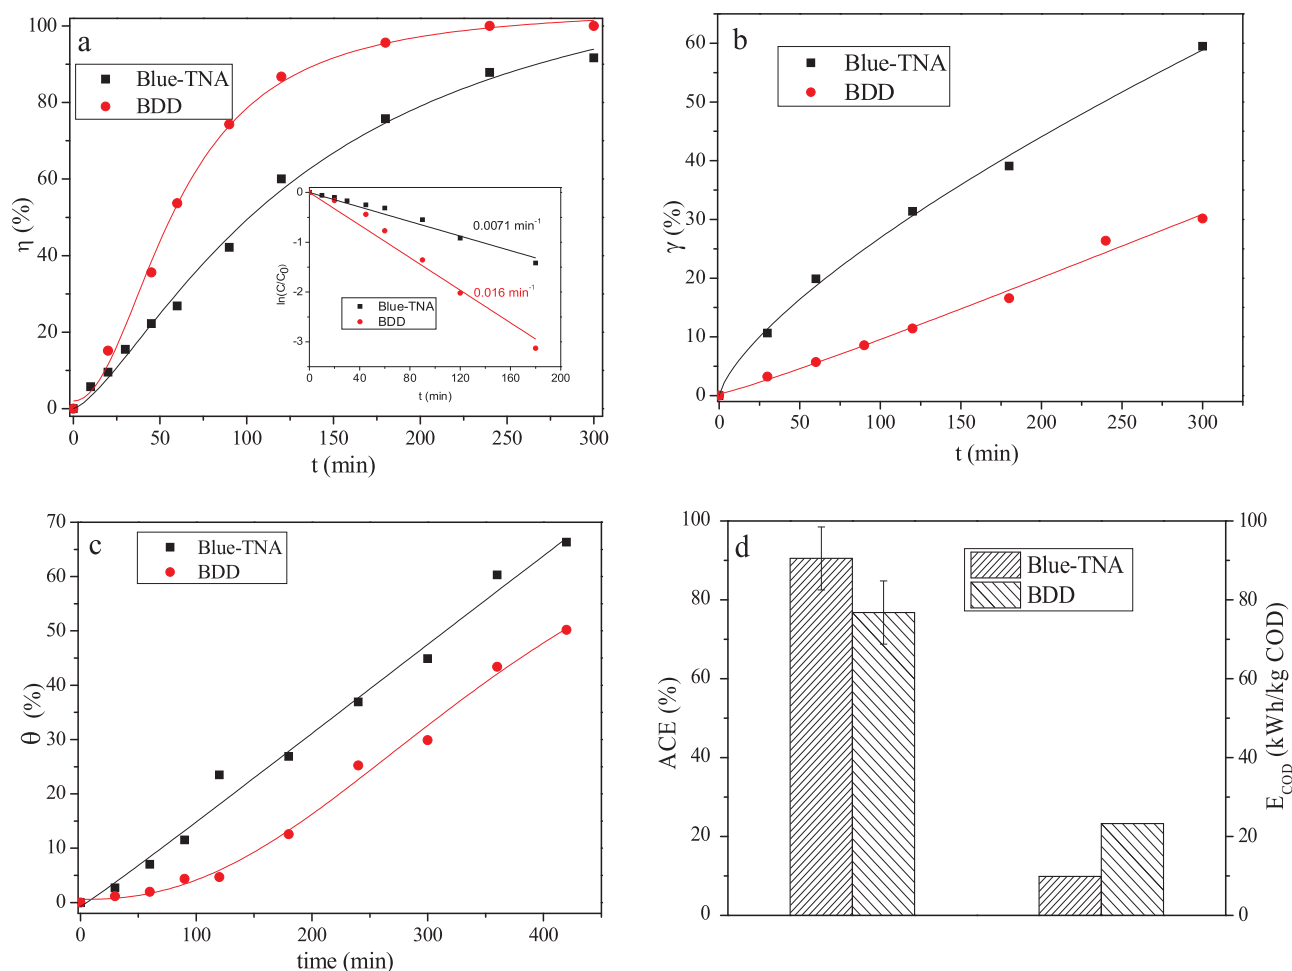 a
Blue-TNA
BDD
η (%)
100
80
60
40
20
0
0 50 100 150 200 250 300
t (min)
ln(C/C0)
0
-1
-2
-3
0.0071 min-1
0.016 min-1
Blue-TNA
BDD
0 40 80 120 160 200
t (min)
b
Blue-TNA
BDD
γ (%)
60
50
40
30
20
10
0
0 50 100 150 200 250 300
t (min)
c
Blue-TNA
BDD
θ (%)
70
60
50
40
30
20
10
0
0 100 200 300 400
time (min)
d
Blue-TNA
BDD
ACE (%)
100
80
60
40
20
0
100
80
60
40
20
0
ECOD (kWh/kg COD)